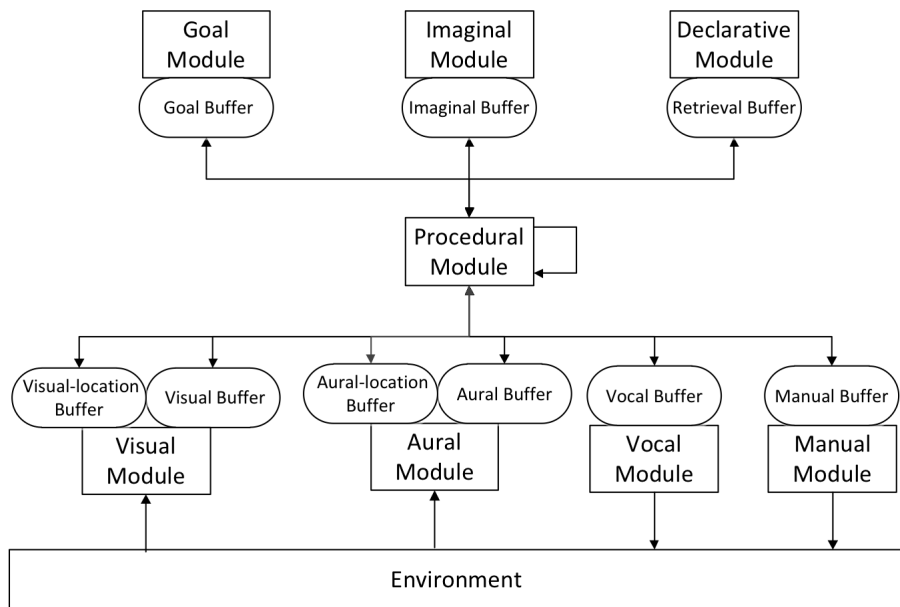 Goal
Module
Imaginal
Module
Declarative
Module
Goal Buffer
Imaginal Buffer
Retrieval Buffer
Procedural
Module
Visual-location
Buffer
Visual Buffer
Aural-location
Buffer
Aural Buffer
Vocal Buffer
Manual Buffer
Visual
Module
Aural
Module
Vocal
Module
Manual
Module
Environment